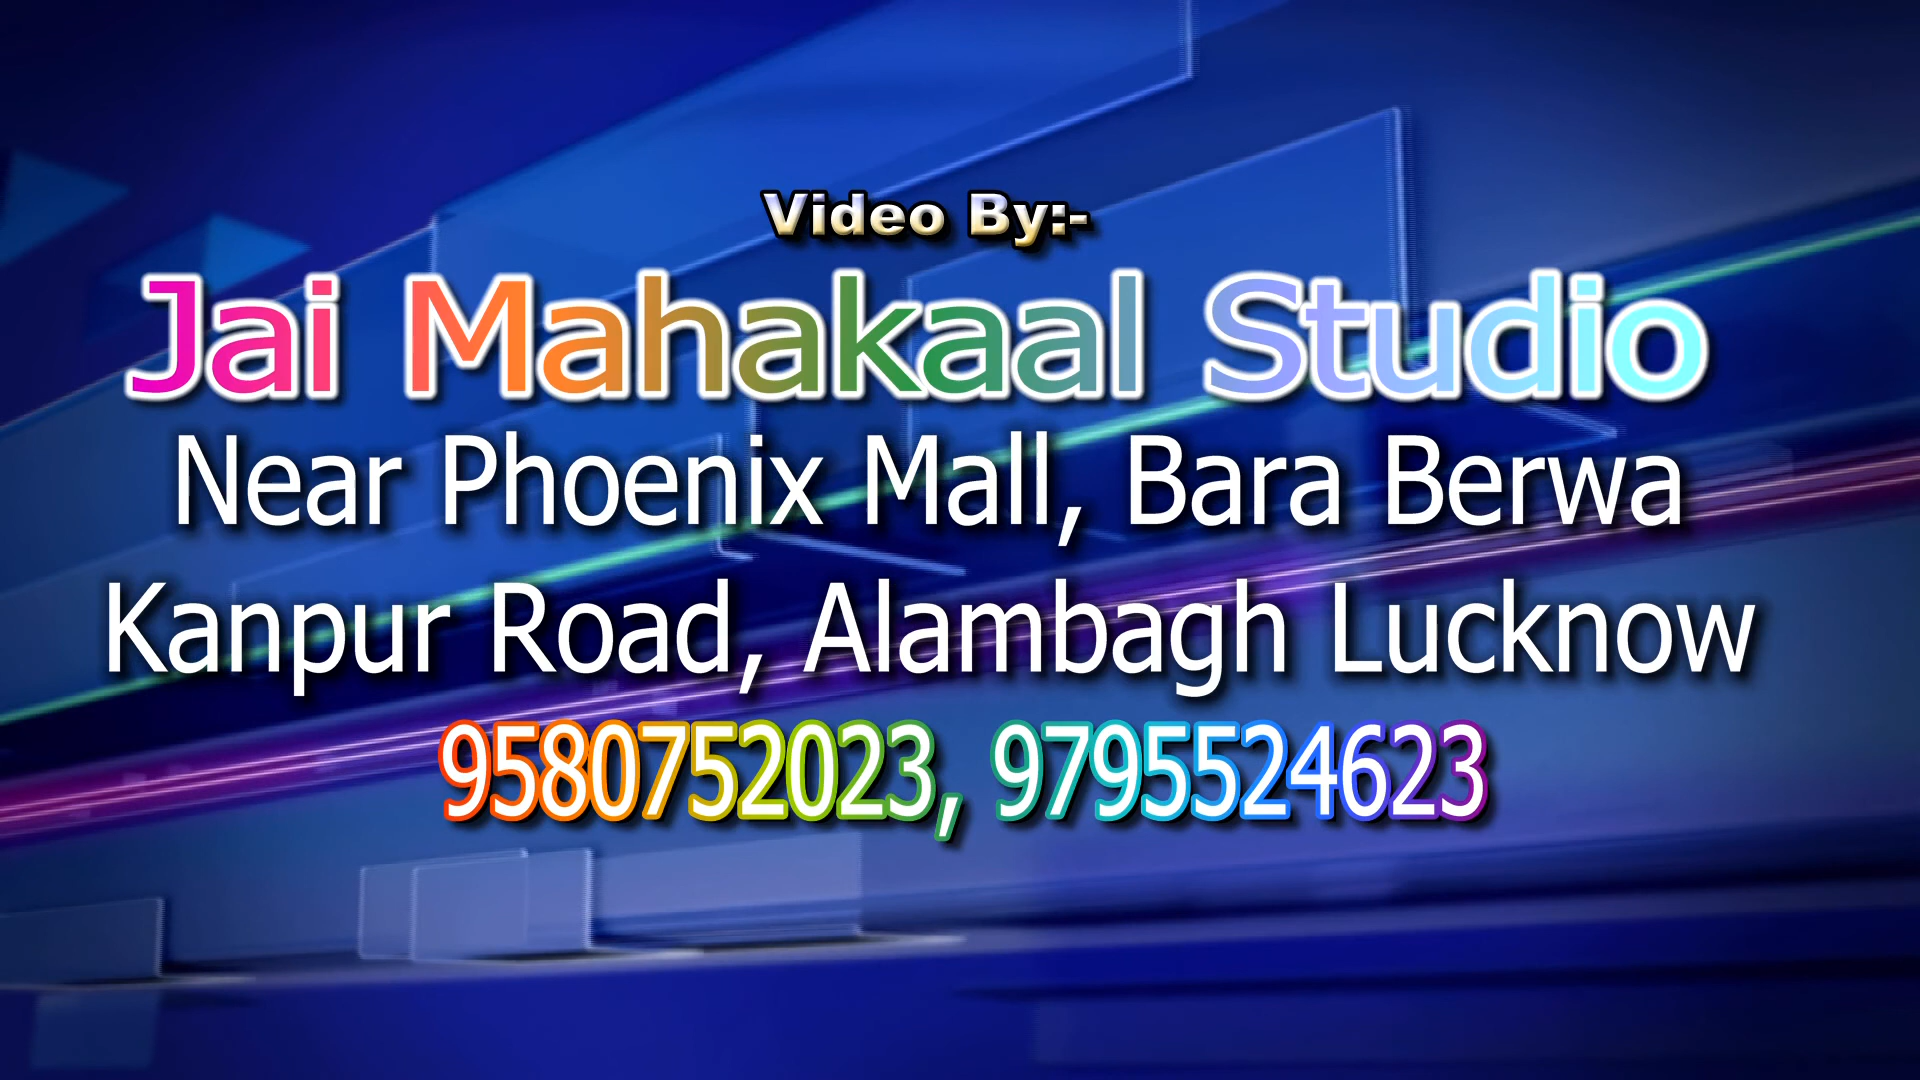 Video By:-
Jai Mahakaal Studio
Near Phoenix Mall, Bara Berwa
Kanpur Road, Alambagh Lucknow
9580752023, 9795524623